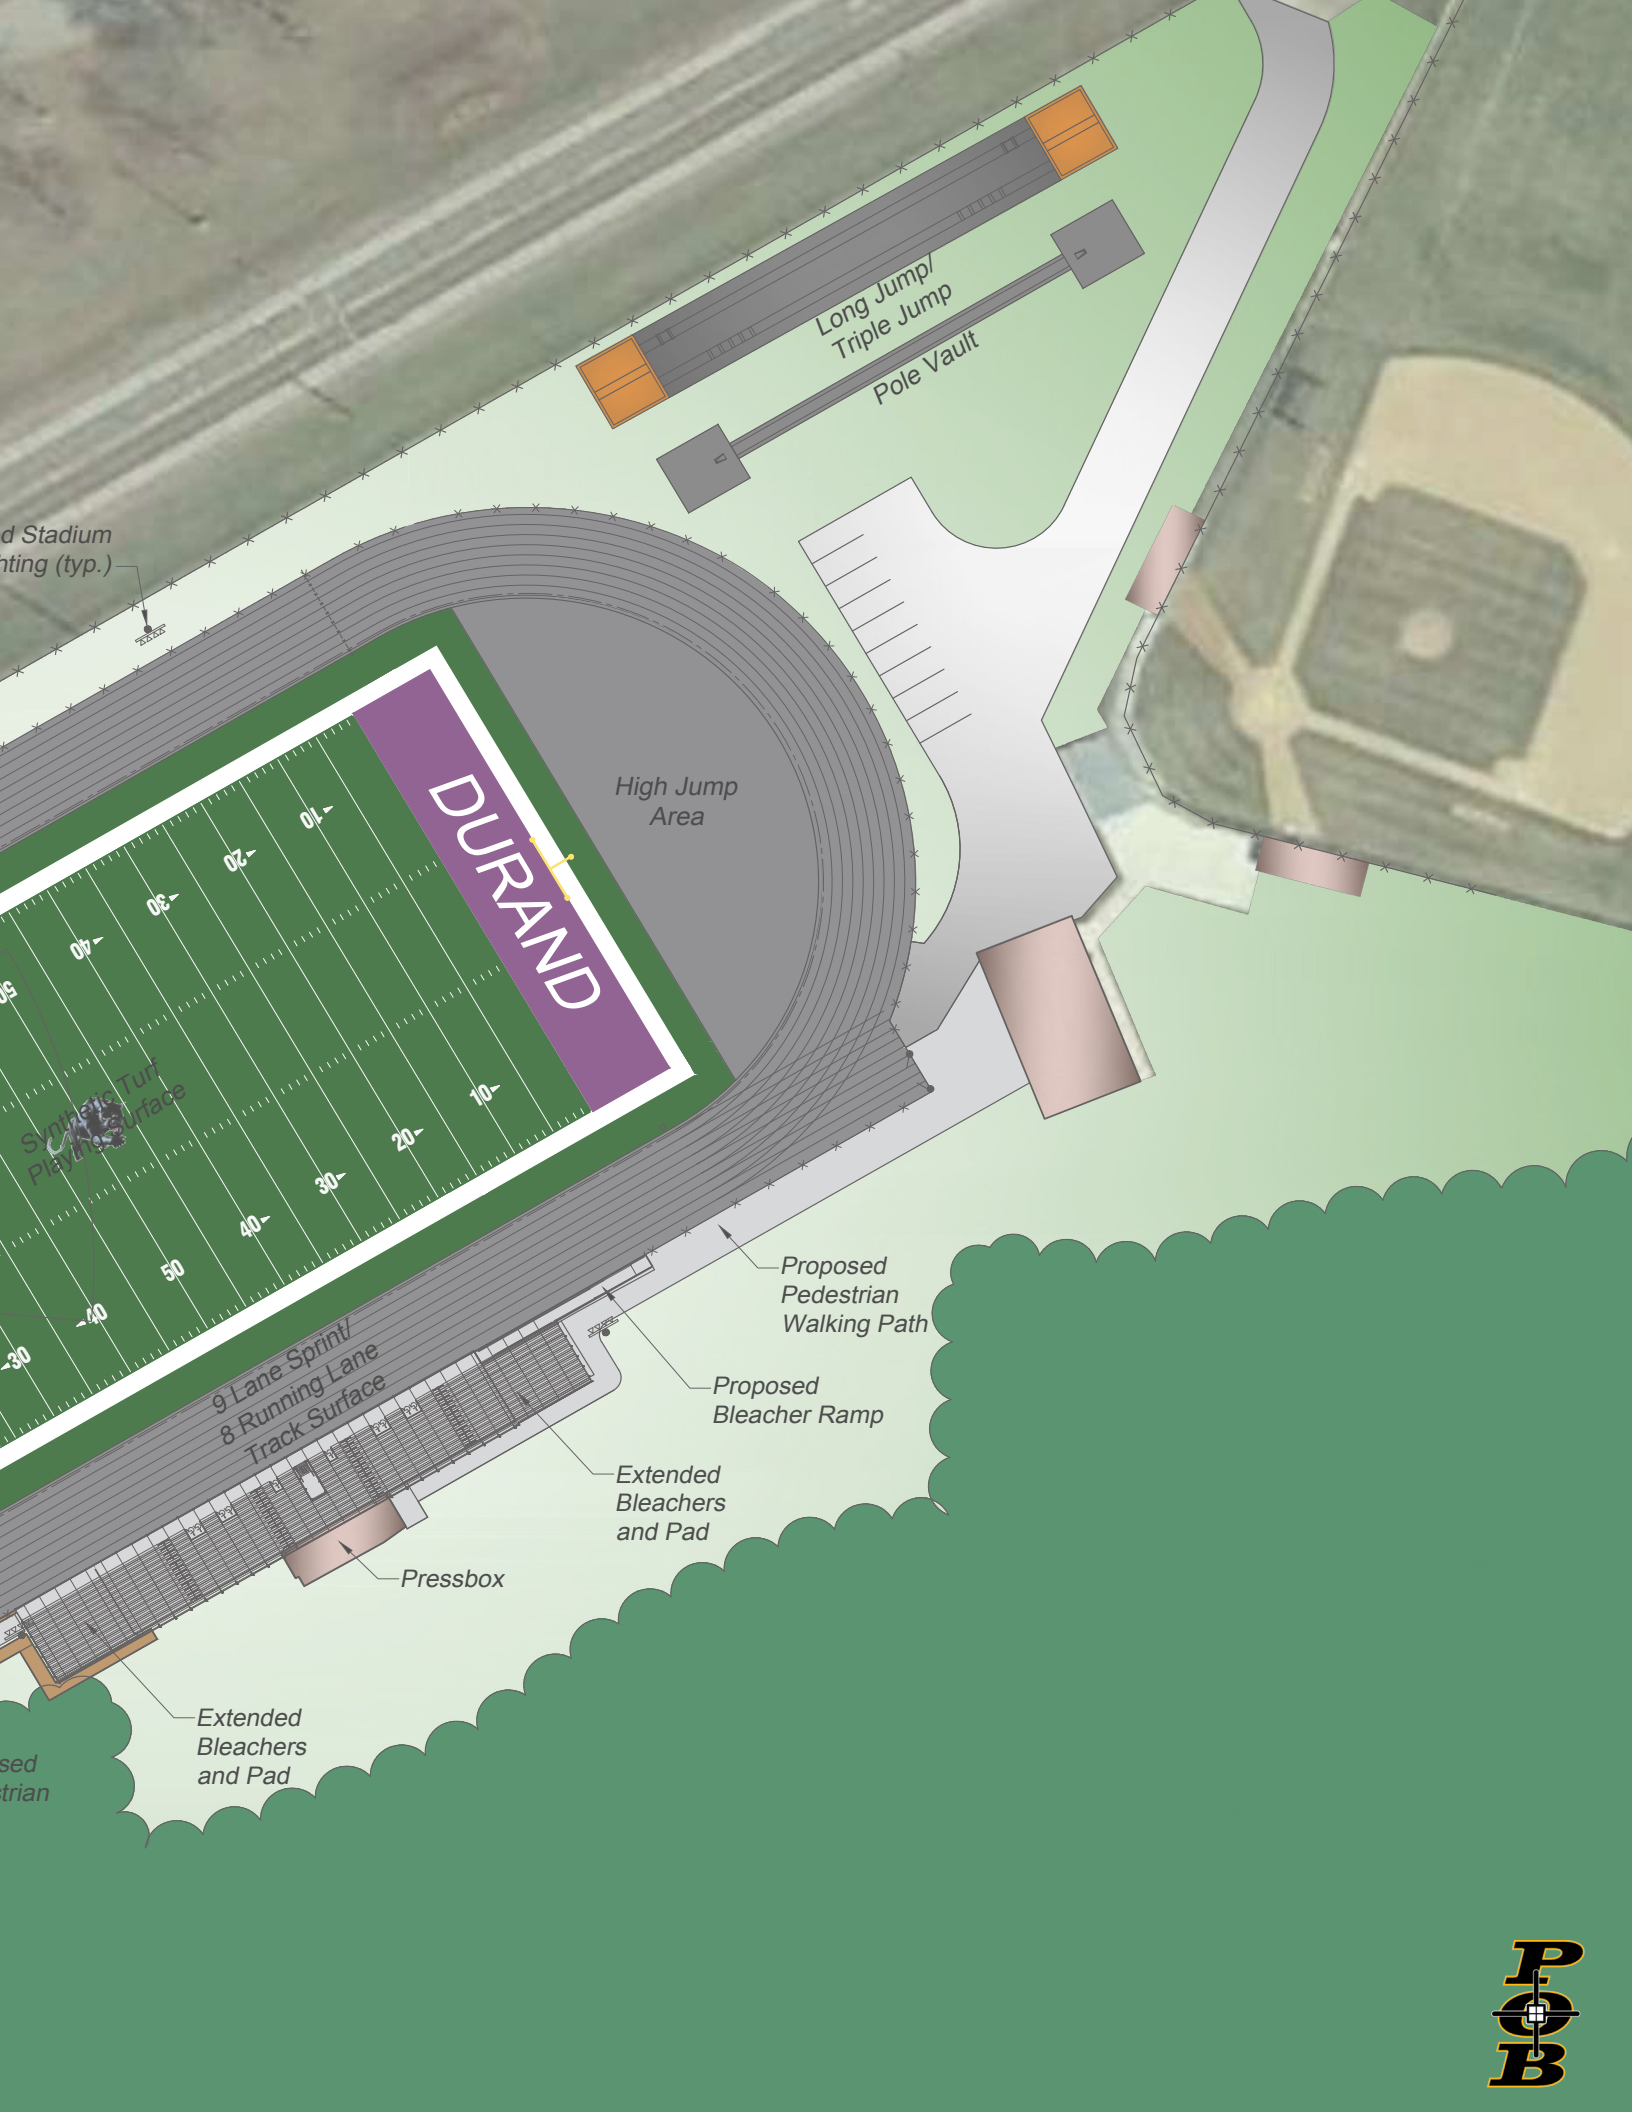 Long Jump/
Triple Jump
Pole Vault
d Stadium
hting (typ.)
High Jump
Area
DURAND
10
20
30
40
50
Synthetic Turf
Playing Surface
10
20
30
40
50
40
30
9 Lane Sprint/
8 Running Lane
Track Surface
Proposed
Pedestrian
Walking Path
Proposed
Bleacher Ramp
Extended
Bleachers
and Pad
Pressbox
Extended
Bleachers
and Pad
sed
strian
P
O
B